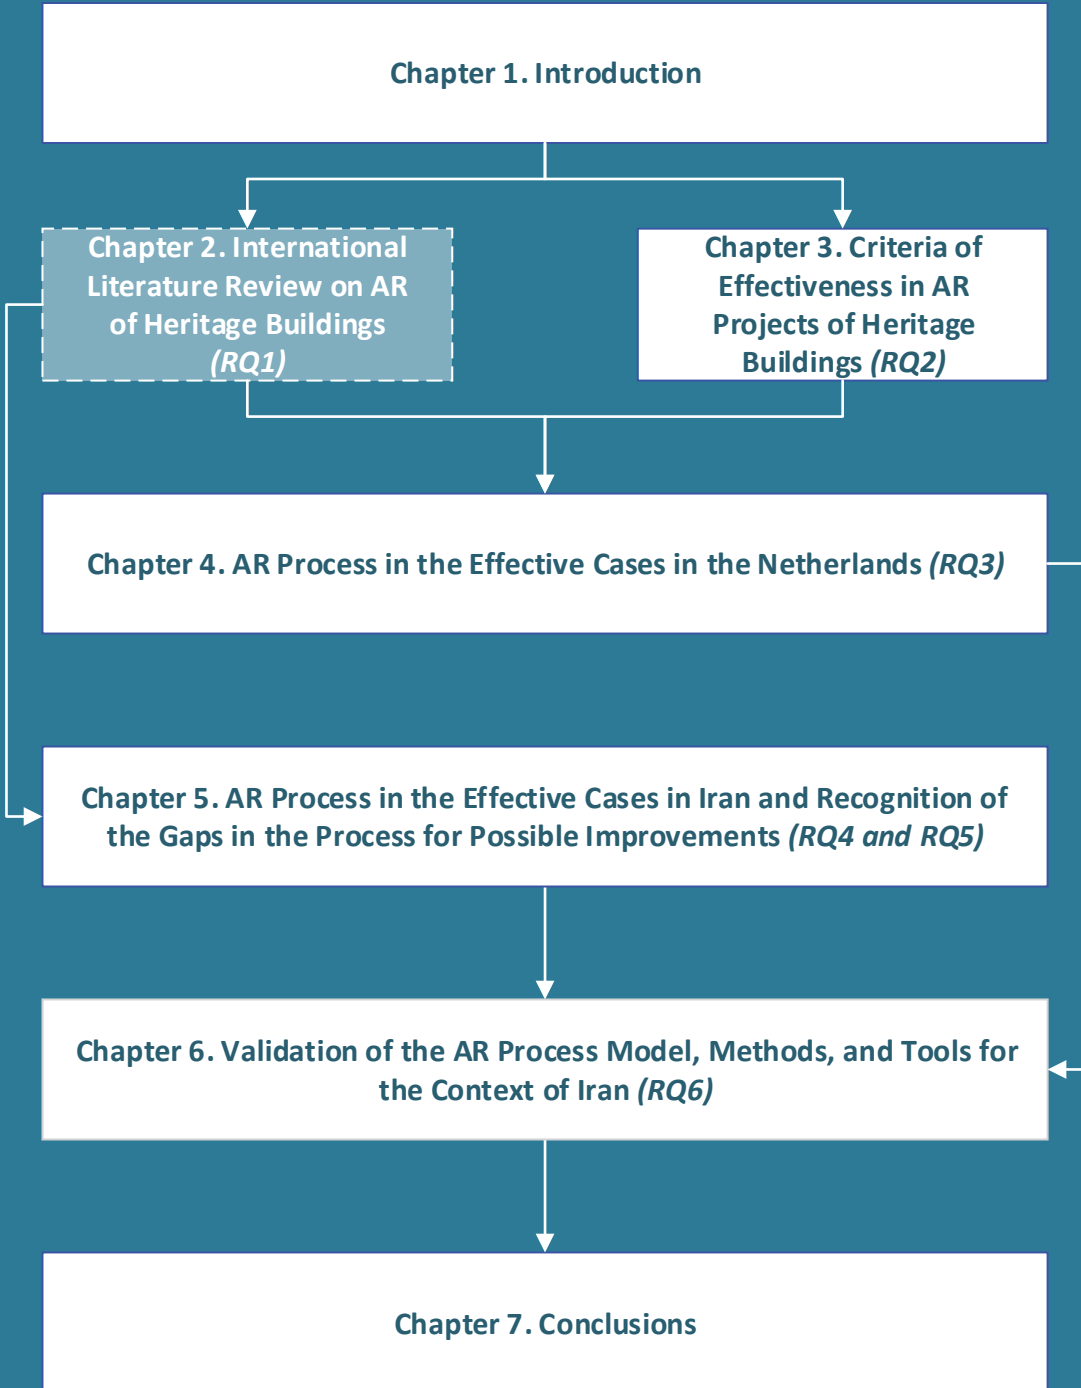 Chapter 1. Introduction
Chapter 2. International
Literature Review on AR
of Heritage Buildings
(RQ1)
Chapter 3. Criteria of
Effectiveness in AR
Projects of Heritage
Buildings (RQ2)
Chapter 4. AR Process in the Effective Cases in the Netherlands (RQ3)
Chapter 5. AR Process in the Effective Cases in Iran and Recognition of
the Gaps in the Process for Possible Improvements (RQ4 and RQ5)
Chapter 6. Validation of the AR Process Model, Methods, and Tools for
the Context of Iran (RQ6)
Chapter 7. Conclusions